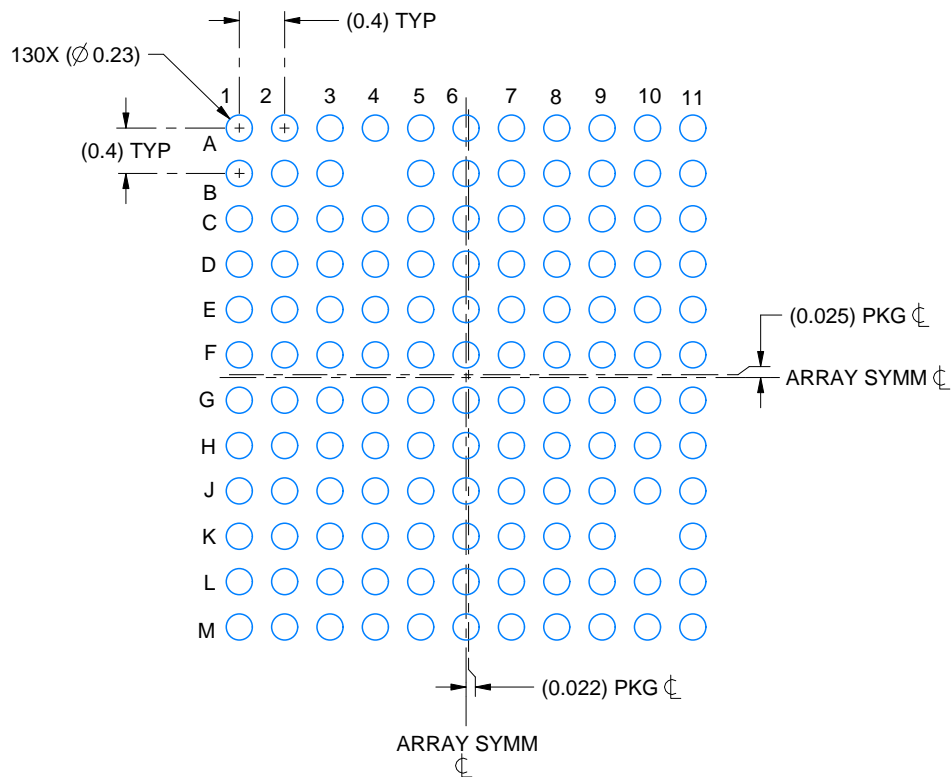 (0.4) TYP
130X (∅ 0.23)
1 2 3 4 5 6 7 8 9 10 11
A
(0.4) TYP
B
C
D
E
(0.025) PKG ℄
F
ARRAY SYMM ℄
G
H
J
K
L
M
(0.022) PKG ℄
ARRAY SYMM
℄